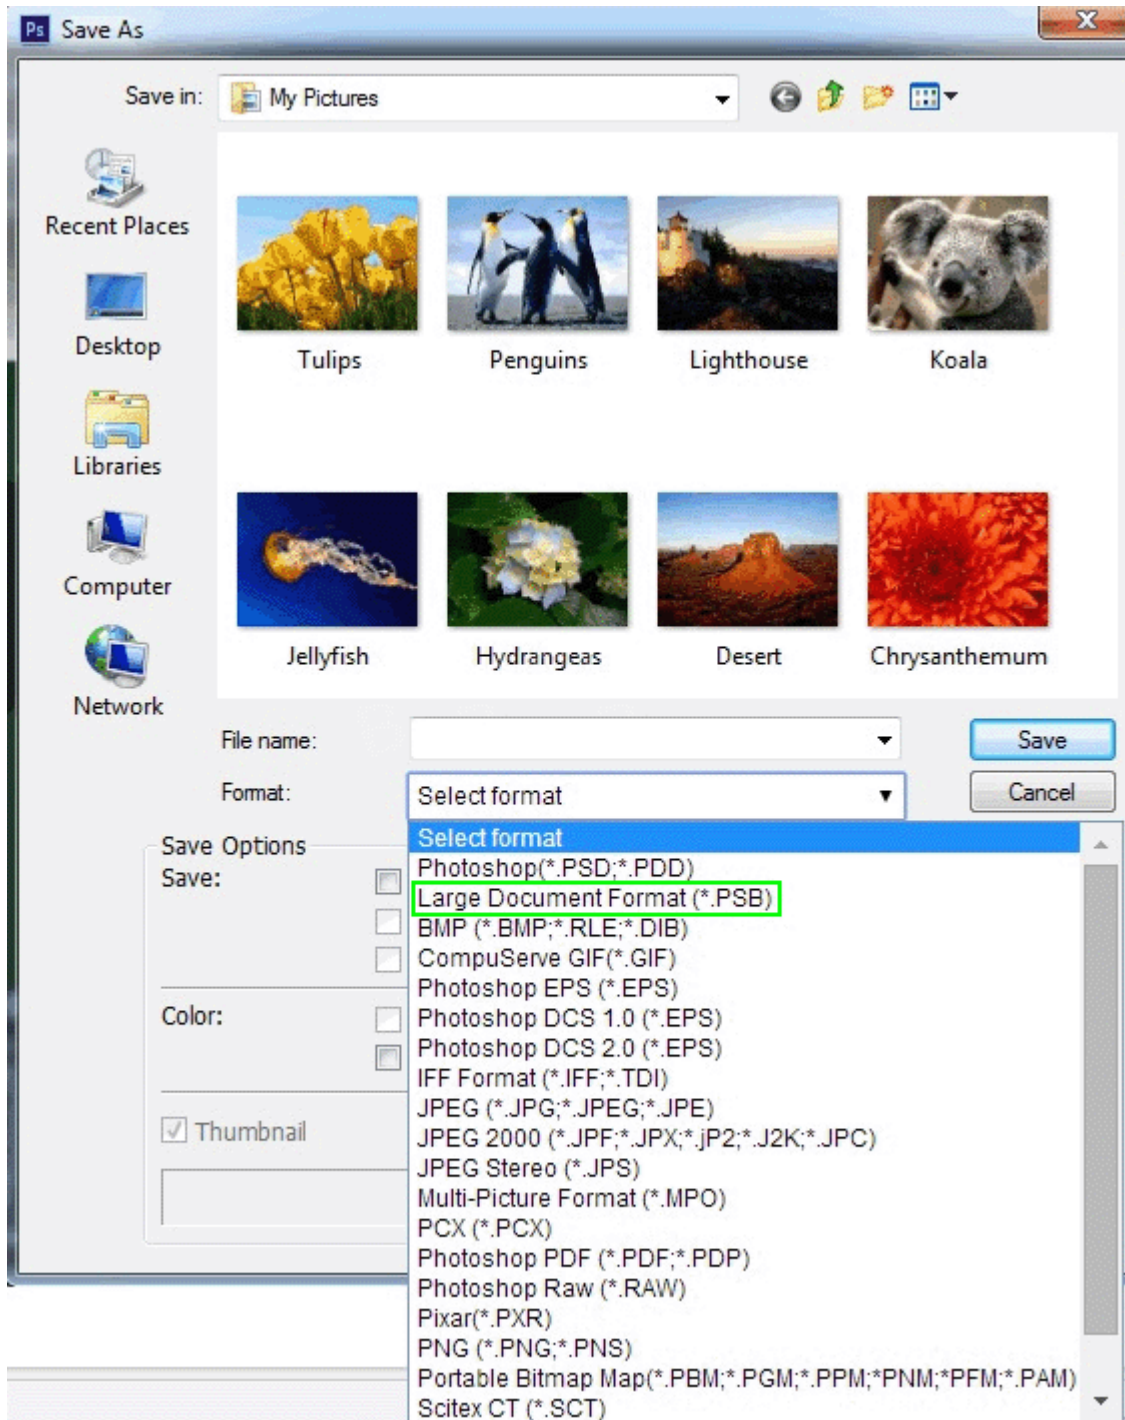 Ps Save As
Save in: My Pictures
Recent Places
Desktop
Libraries
Computer
Network
Tulips Penguins Lighthouse Koala
Jellyfish Hydrangeas Desert Chrysanthemum
File name: Save
Format: Select format Cancel
Save Options
Save:
Color:
Thumbnail
Select format
Photoshop(*.PSD;*.PDD)
Large Document Format (*.PSB)
BMP (*.BMP;*.RLE;*.DIB)
CompuServe GIF(*.GIF)
Photoshop EPS (*.EPS)
Photoshop DCS 1.0 (*.EPS)
Photoshop DCS 2.0 (*.EPS)
IFF Format (*.IFF;*.TDI)
JPEG (*.JPG;*.JPEG;*.JPE)
JPEG 2000 (*.JPF;*.JPX;*.jP2;*.J2K;*.JPC)
JPEG Stereo (*.JPS)
Multi-Picture Format (*.MPO)
PCX (*.PCX)
Photoshop PDF (*.PDF;*.PDP)
Photoshop Raw (*.RAW)
Pixar(*.PXR)
PNG (*.PNG;*.PNS)
Portable Bitmap Map(*.PBM;*.PGM;*.PPM;*PNM;*PFM;*.PAM)
Scitex CT (*.SCT)